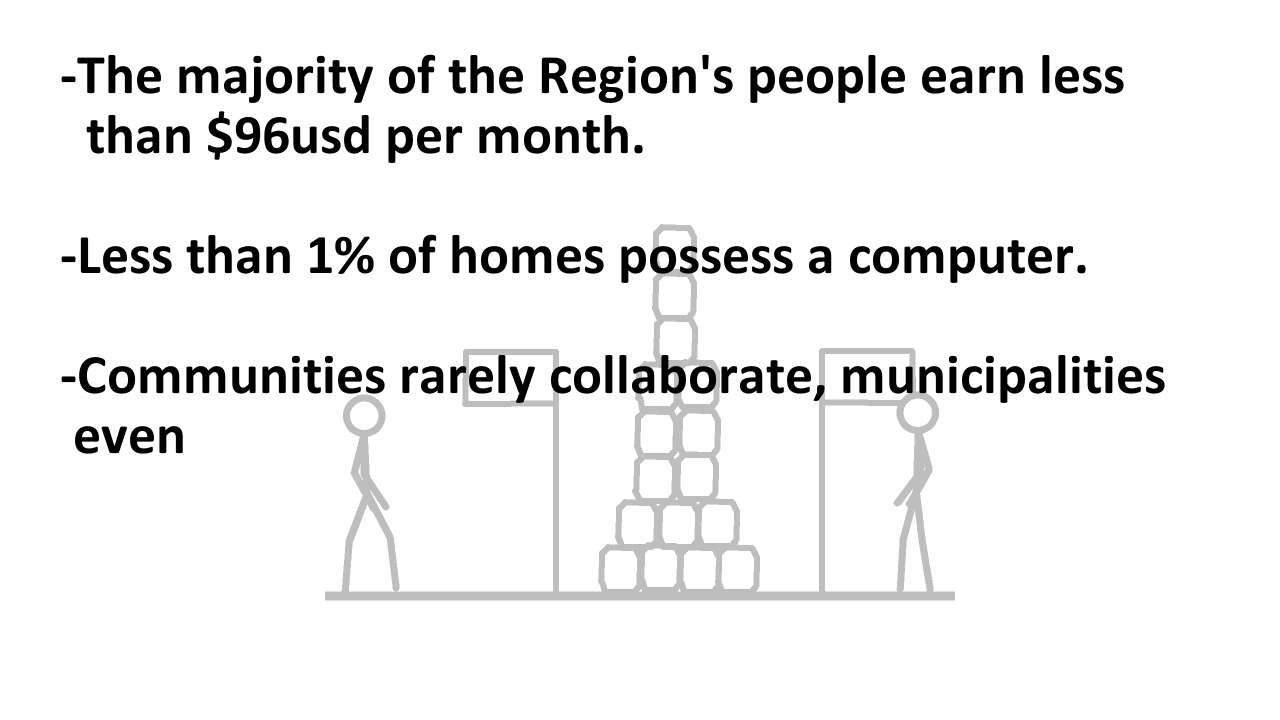 -The majority of the Region's people earn less
than $96usd per month.
-Less than 1% of homes possess a computer.
-Communities rarely collaborate, municipalities
even